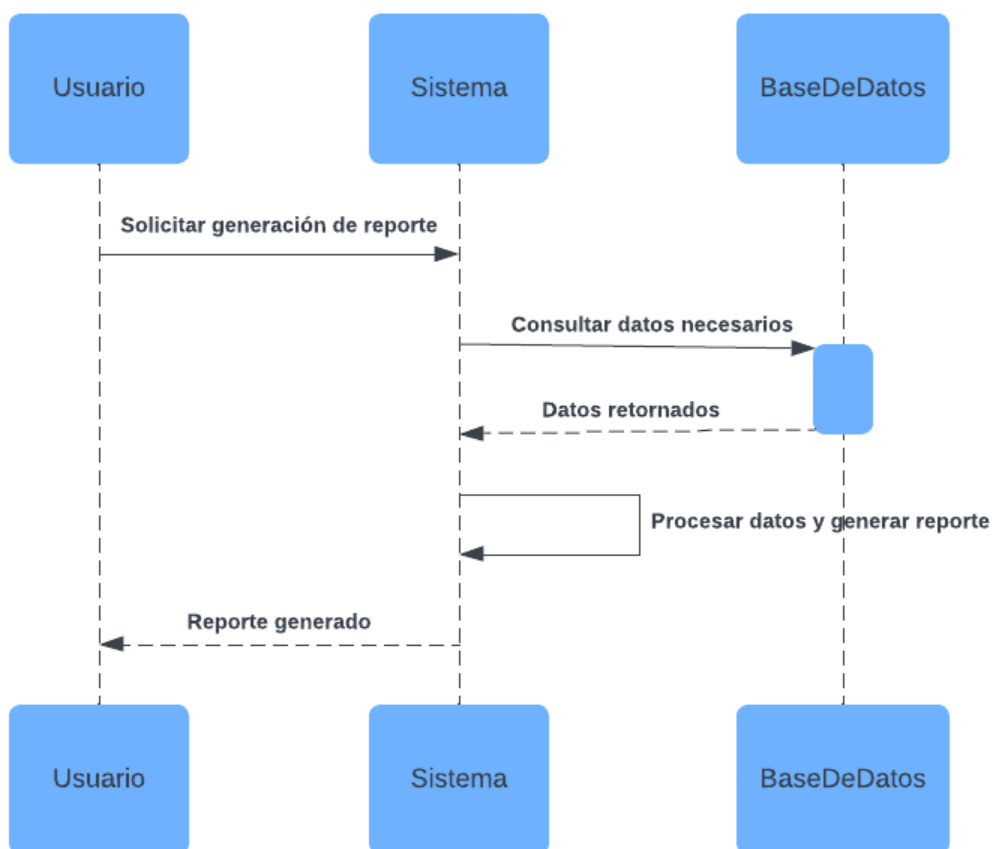 Usuario
Sistema
BaseDeDatos
Solicitar generación de reporte
Consultar datos necesarios
Datos retornados
Procesar datos y generar reporte
Reporte generado
Usuario
Sistema
BaseDeDatos